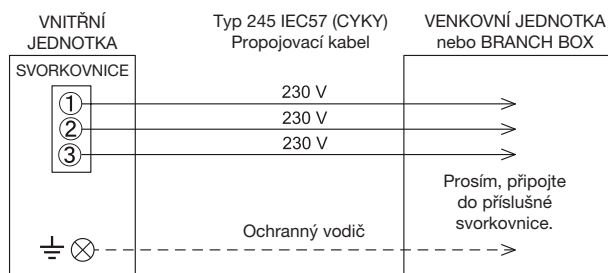 VNITŘNÍ
JEDNOTKA
Typ 245 IEC57 (CYKY)
Propojovací kabel
VENKOVNÍ JEDNOTKA
nebo BRANCH BOX
SVORKOVNICE
① 230 V
② 230 V
③ 230 V
Prosím, připojte
do příslušné
svorkovnice.
Ochranný vodič